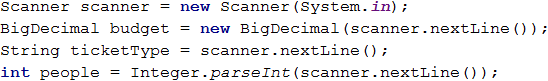 Scanner scanner = new Scanner(System.in);
BigDecimal budget = new BigDecimal(scanner.nextLine());
String ticketType = scanner.nextLine();
int people = Integer.parseInt(scanner.nextLine());